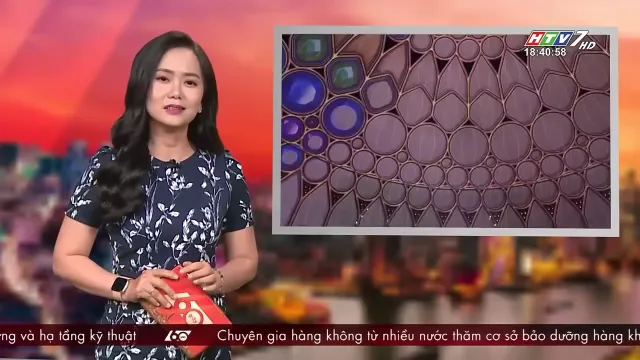 HTV7 HD
18:40:58
ng và hạ tầng kỹ thuật 60 Chuyên gia hàng không từ nhiều nước thăm cơ sở bảo dưỡng hàng kh